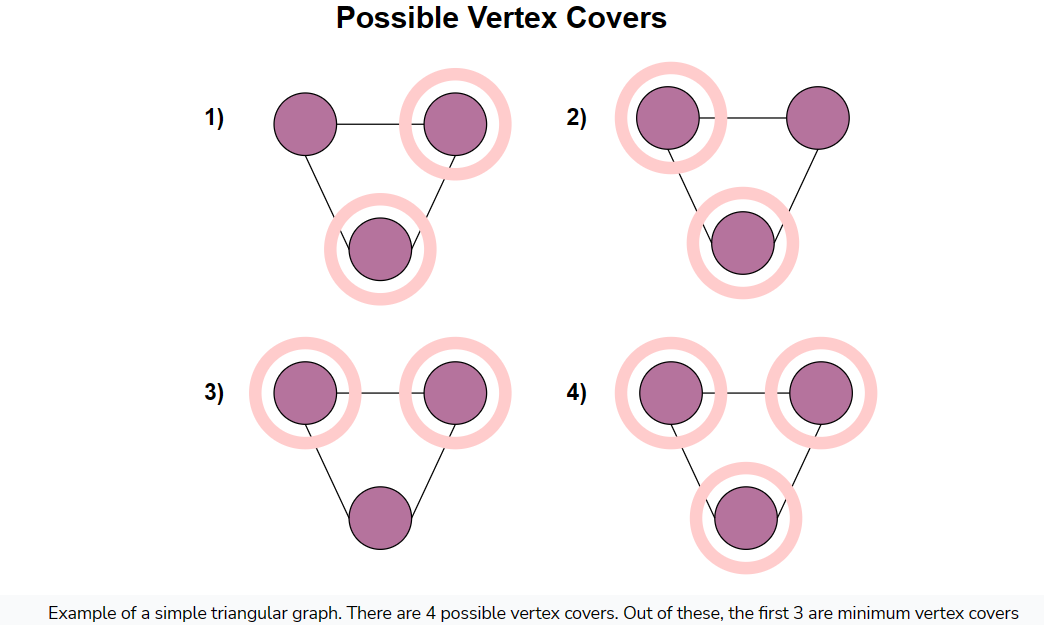 Possible Vertex Covers
1)
2)
3)
4)
Example of a simple triangular graph. There are 4 possible vertex covers. Out of these, the first 3 are minimum vertex covers